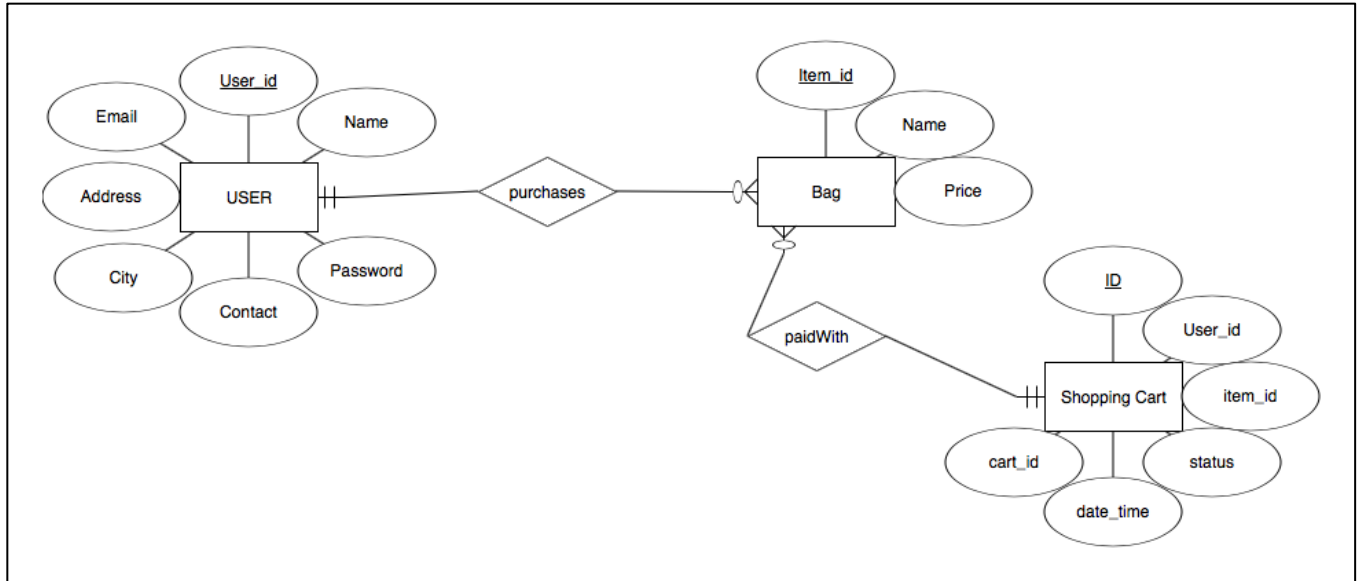 User_id
Email
Name
Address
USER
City
Password
Contact
purchases
Item_id
Name
Bag
Price
paidWith
ID
User_id
Shopping Cart
item_id
cart_id
status
date_time